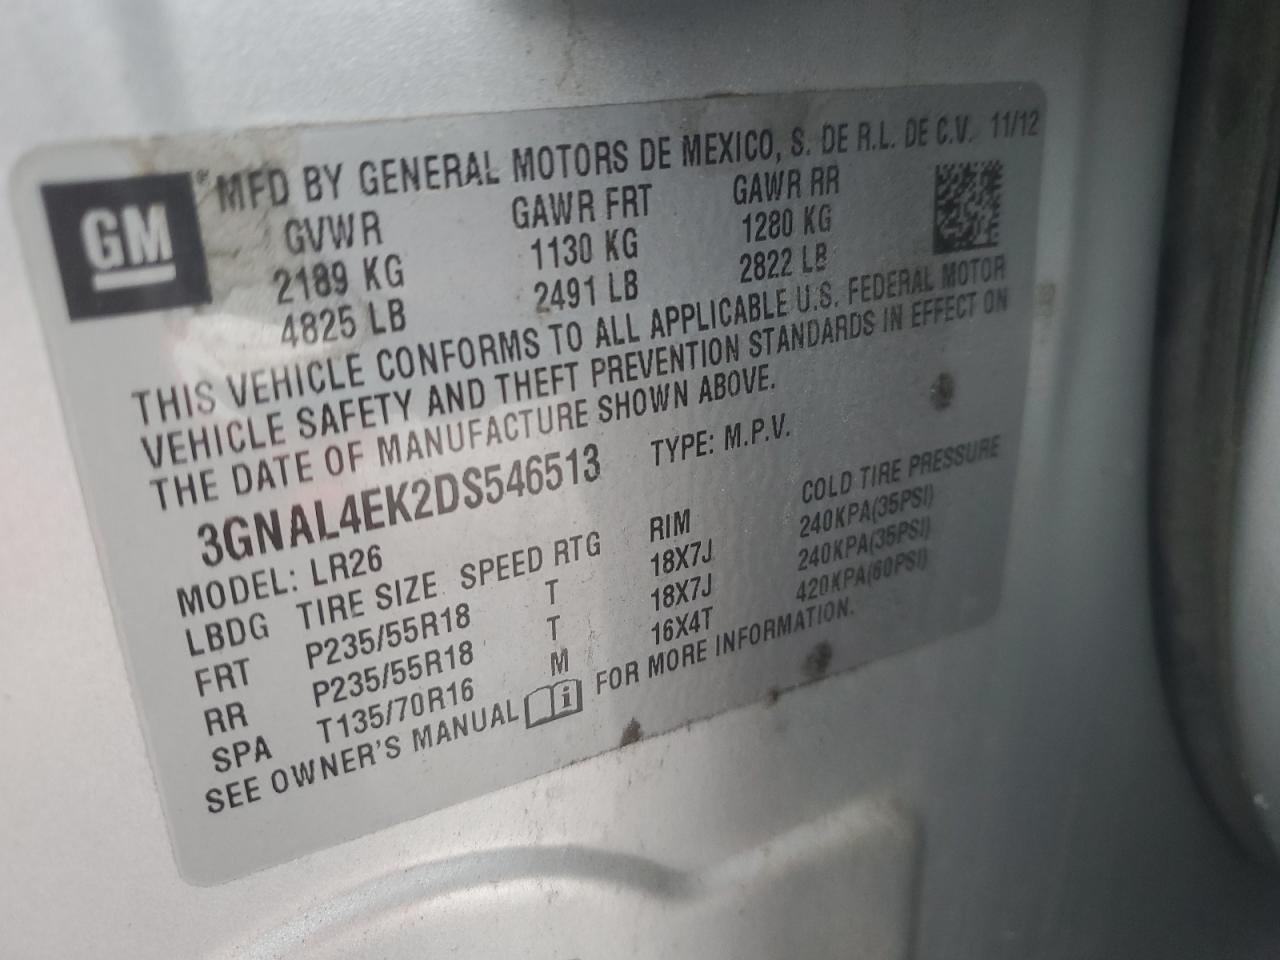 GM
MFD BY GENERAL MOTORS DE MEXICO, S. DE R.L. DE C.V. 11/12
GVWR GAWR FRT GAWR RR
2189 KG 1130 KG 1280 KG
4825 LB 2491 LB 2822 LB
THIS VEHICLE CONFORMS TO ALL APPLICABLE U.S. FEDERAL MOTOR
VEHICLE SAFETY AND THEFT PREVENTION STANDARDS IN EFFECT ON
THE DATE OF MANUFACTURE SHOWN ABOVE.
3GNAL4EK2DS546513 TYPE: M.P.V.
MODEL: LR26
LBDG TIRE SIZE SPEED RTG RIM COLD TIRE PRESSURE
FRT P235/55R18 T 18X7J 240KPA(35PSI)
RR P235/55R18 T 18X7J 240KPA(35PSI)
SPA T135/70R16 M 16X4T 420KPA(60PSI)
SEE OWNER'S MANUAL i FOR MORE INFORMATION.